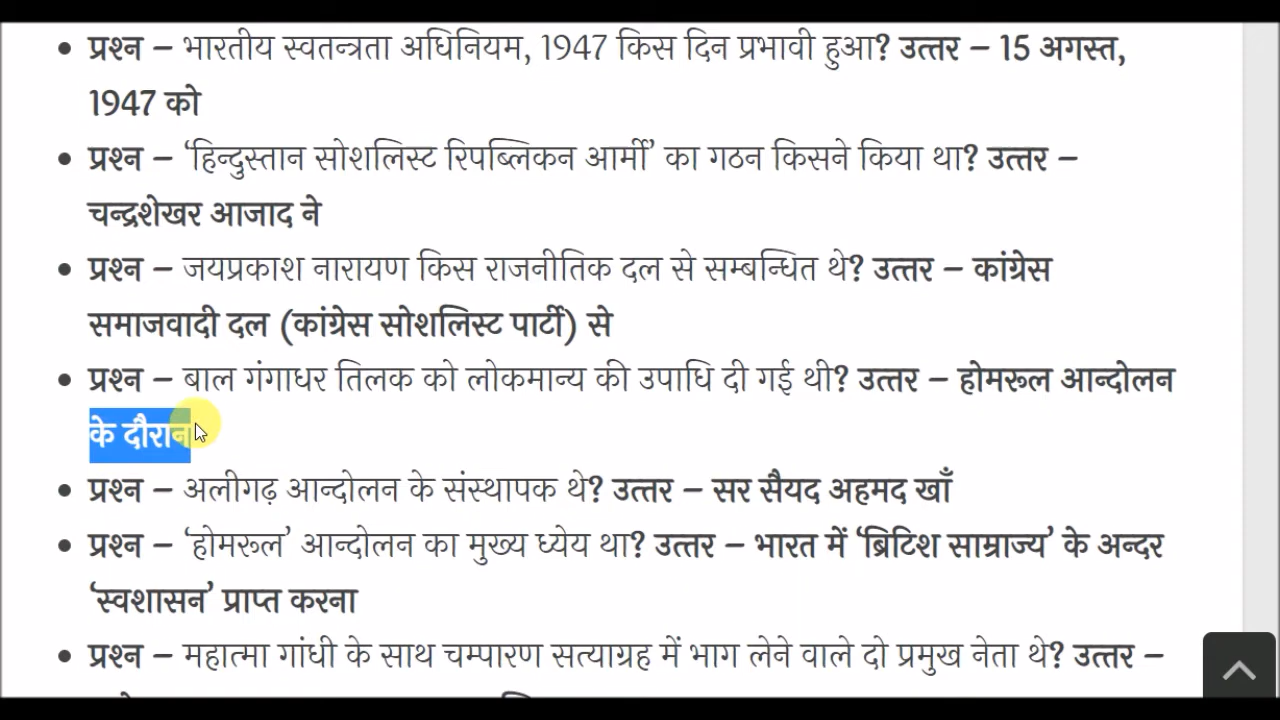 • प्रश्न – भारतीय स्वतन्त्रता अधिनियम, 1947 किस दिन प्रभावी हुआ? उत्तर – 15 अगस्त,
1947 को
• प्रश्न – ‘हिन्दुस्तान सोशलिस्ट रिपब्लिकन आर्मी’ का गठन किसने किया था? उत्तर –
चन्द्रशेखर आजाद ने
• प्रश्न – जयप्रकाश नारायण किस राजनीतिक दल से सम्बन्धित थे? उत्तर – कांग्रेस
समाजवादी दल (कांग्रेस सोशलिस्ट पार्टी) से
• प्रश्न – बाल गंगाधर तिलक को लोकमान्य की उपाधि दी गई थी? उत्तर – होमरूल आन्दोलन
के दौरान
• प्रश्न – अलीगढ़ आन्दोलन के संस्थापक थे? उत्तर – सर सैयद अहमद खाँ
• प्रश्न – ‘होमरूल’ आन्दोलन का मुख्य ध्येय था? उत्तर – भारत में ‘ब्रिटिश साम्राज्य’ के अन्दर
‘स्वशासन’ प्राप्त करना
• प्रश्न – महात्मा गांधी के साथ चम्पारण सत्याग्रह में भाग लेने वाले दो प्रमुख नेता थे? उत्तर –